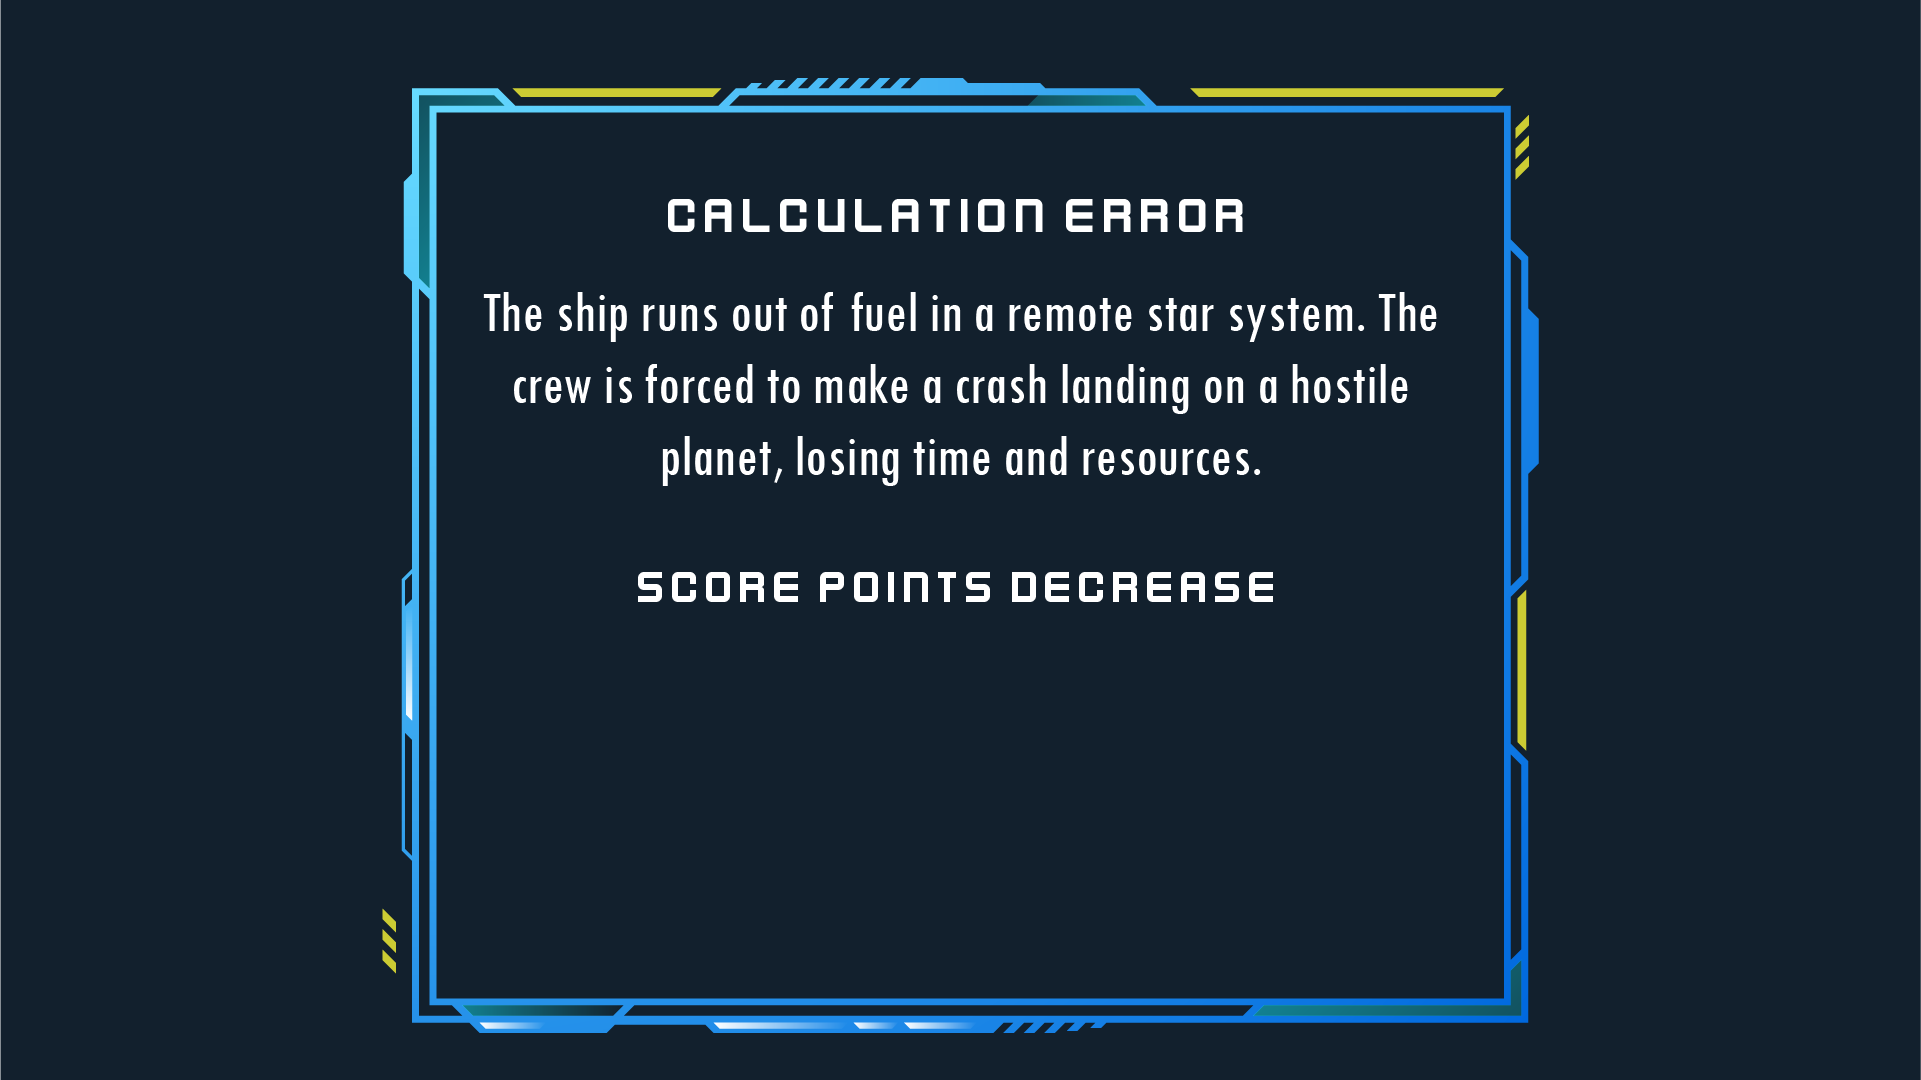 CALCULATION ERROR
The ship runs out of fuel in a remote star system. The
crew is forced to make a crash landing on a hostile
planet, losing time and resources.
SCORE POINTS DECREASE